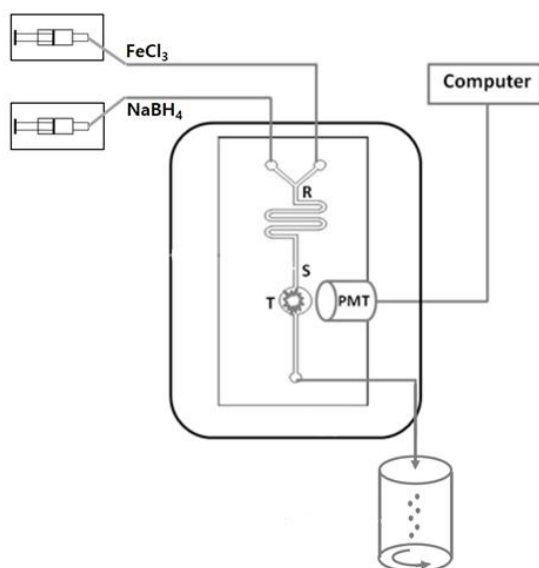 FeCl₃
Computer
NaBH₄
R
S
T
PMT